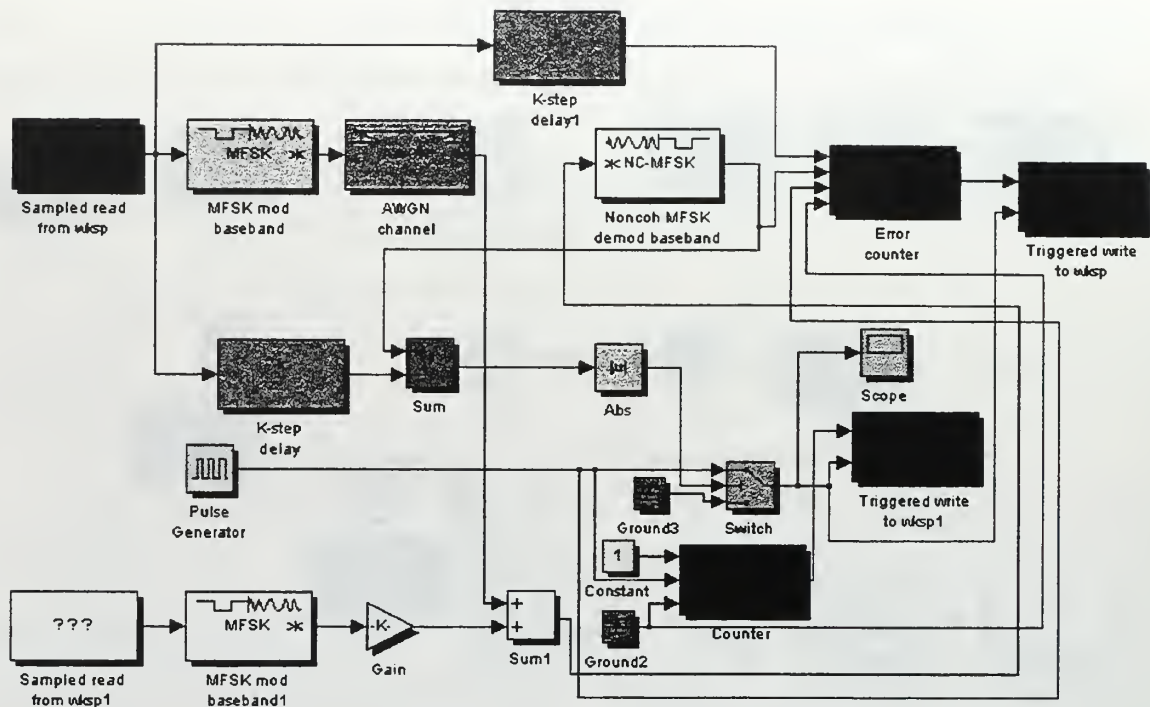 K-step
delay1
MFSK
NC-MFSK
Sampled read
from wksp
MFSK mod
baseband
AWGN
channel
Noncoh MFSK
demod baseband
Error
counter
Triggered write
to wksp
|u|
K-step
delay
Sum
Abs
Scope
Pulse
Generator
Ground3
Switch
Triggered write
to wksp1
1
Constant
Counter
???
MFSK
-K-
+
+
Ground2
Sampled read
from wksp1
MFSK mod
baseband1
Gain
Sum1